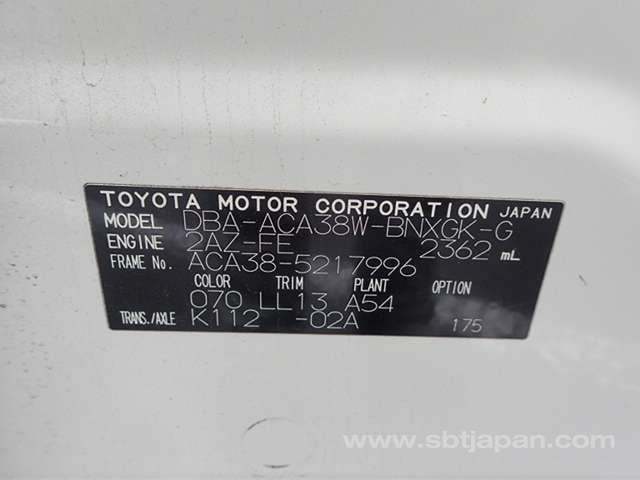 TOYOTA MOTOR CORPORATION JAPAN
MODEL DBA-ACA38W-BNXGK-G
ENGINE 2AZ-FE 2362 mL
FRAME No. ACA38-5217996
COLOR TRIM PLANT OPTION
070 LL13 A54
TRANS./AXLE K112 -02A 175
www.sbtjapan.com